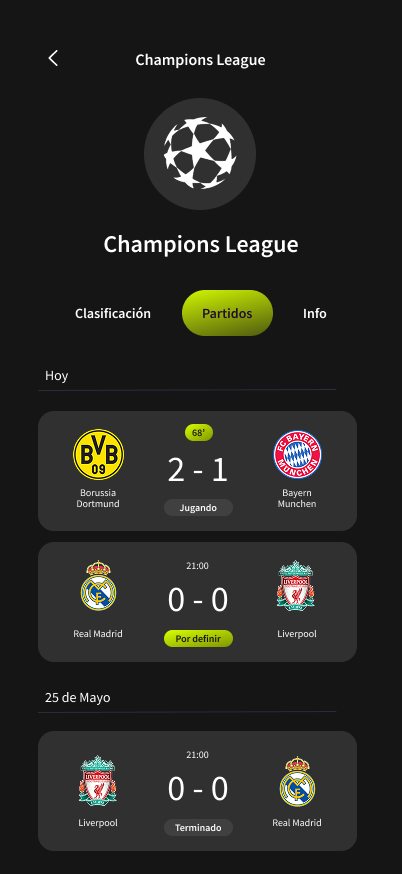 Champions League
Champions League
Clasificación
Partidos
Info
Hoy
68'
BVB
09
2 - 1
FC BAYERN
MÜNCHEN
Borussia
Dortmund
Jugando
Bayern
Munchen
21:00
0 - 0
Real Madrid
Por definir
Liverpool
25 de Mayo
21:00
0 - 0
Liverpool
Terminado
Real Madrid